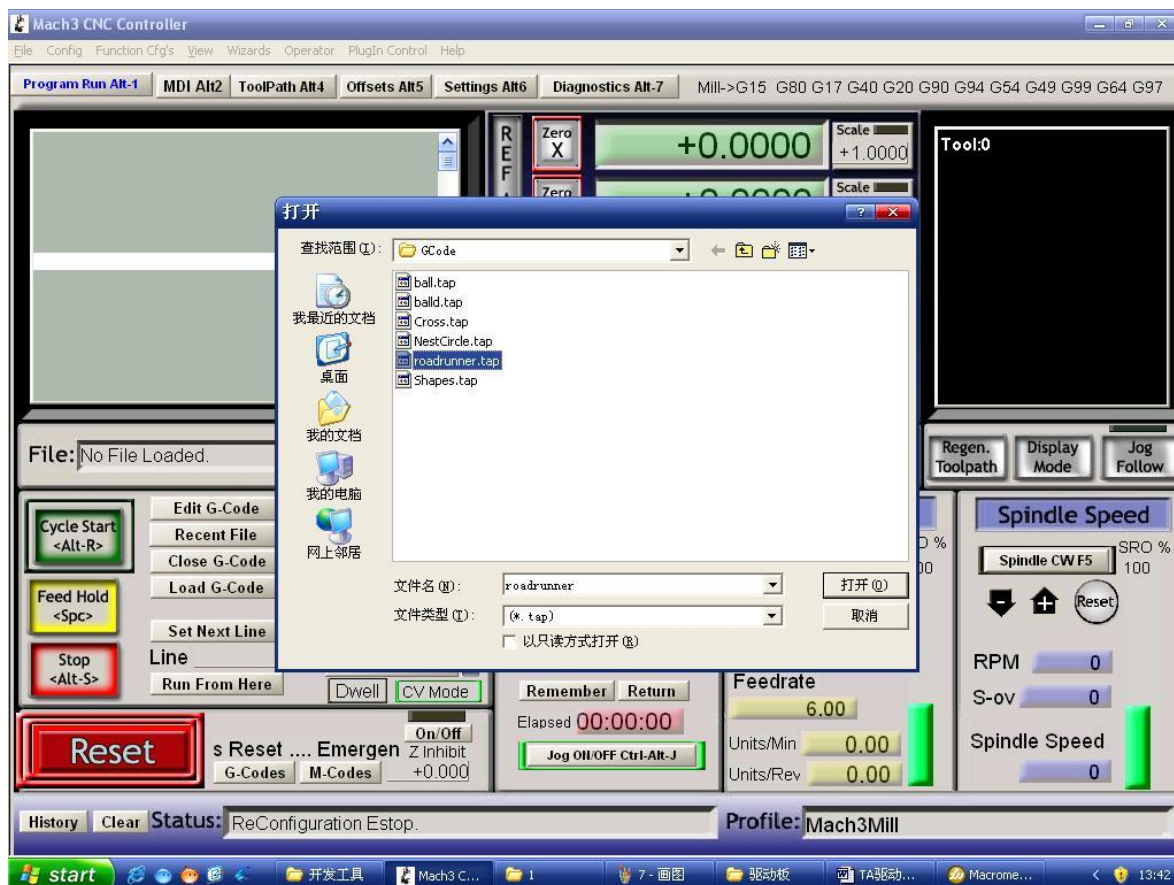 Mach3 CNC Controller
File Config Function Cfg's View Wizards Operator PlugIn Control Help
Program Run Alt-1 MDI Alt2 ToolPath Alt4 Offsets Alt5 Settings Alt6 Diagnostics Alt-7 Mill->G15 G80 G17 G40 G20 G90 G94 G54 G49 G99 G64 G97
REF
Zero X +0.0000 Scale +1.0000
Tool:0
Zero Scale
打开
查找范围(I): GCode
我最近的文档
桌面
我的文档
我的电脑
网上邻居
ball.tap
balld.tap
Cross.tap
NestCircle.tap
roadrunner.tap
Shapes.tap
文件名(N): roadrunner 打开(O)
文件类型(T): (*.tap) 取消
以只读方式打开(R)
File: No File Loaded.
Regen. Toolpath Display Mode Jog Follow
Cycle Start <Alt-R>
Feed Hold <Spc>
Stop <Alt-S>
Edit G-Code
Recent File
Close G-Code
Load G-Code
Set Next Line
Line
Run From Here
Dwell CV Mode
Remember Return
Elapsed 00:00:00
Jog ON/OFF Ctrl-Alt-J
Feedrate
6.00
Units/Min 0.00
Units/Rev 0.00
Spindle Speed
Spindle CW F5
SRO % 100
Reset
RPM 0
S-ov 0
Spindle Speed
0
Reset
s Reset .... Emergen
G-Codes M-Codes
On/Off
Z Inhibit
+0.000
History Clear Status: ReConfiguration Estop. Profile: Mach3Mill
start 开发工具 Mach3 C... 1 7 - 画图 驱动板 TA驱动... Macrome... 13:42